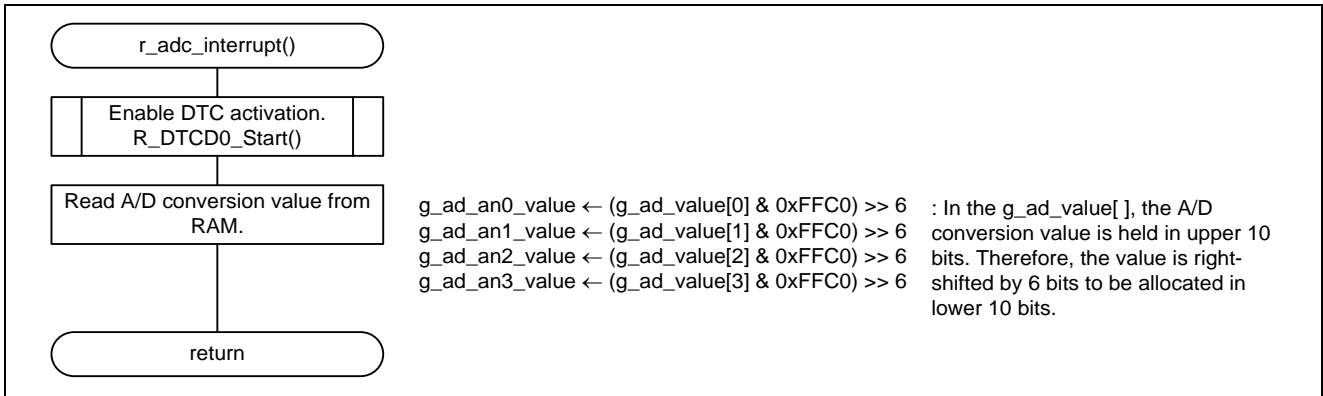 r_adc_interrupt()
Enable DTC activation.
R_DTCD0_Start()
Read A/D conversion value from
RAM.
g_ad_an0_value ← (g_ad_value[0] & 0xFFC0) >> 6
g_ad_an1_value ← (g_ad_value[1] & 0xFFC0) >> 6
g_ad_an2_value ← (g_ad_value[2] & 0xFFC0) >> 6
g_ad_an3_value ← (g_ad_value[3] & 0xFFC0) >> 6
: In the g_ad_value[ ], the A/D
conversion value is held in upper 10
bits. Therefore, the value is right-
shifted by 6 bits to be allocated in
lower 10 bits.
return